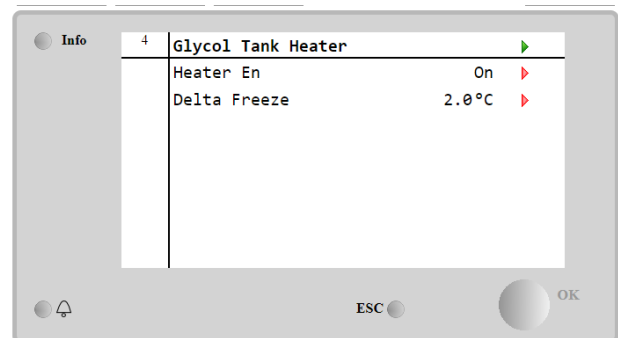 Info
4
Glycol Tank Heater
Heater En On
Delta Freeze 2.0°C
ESC
OK